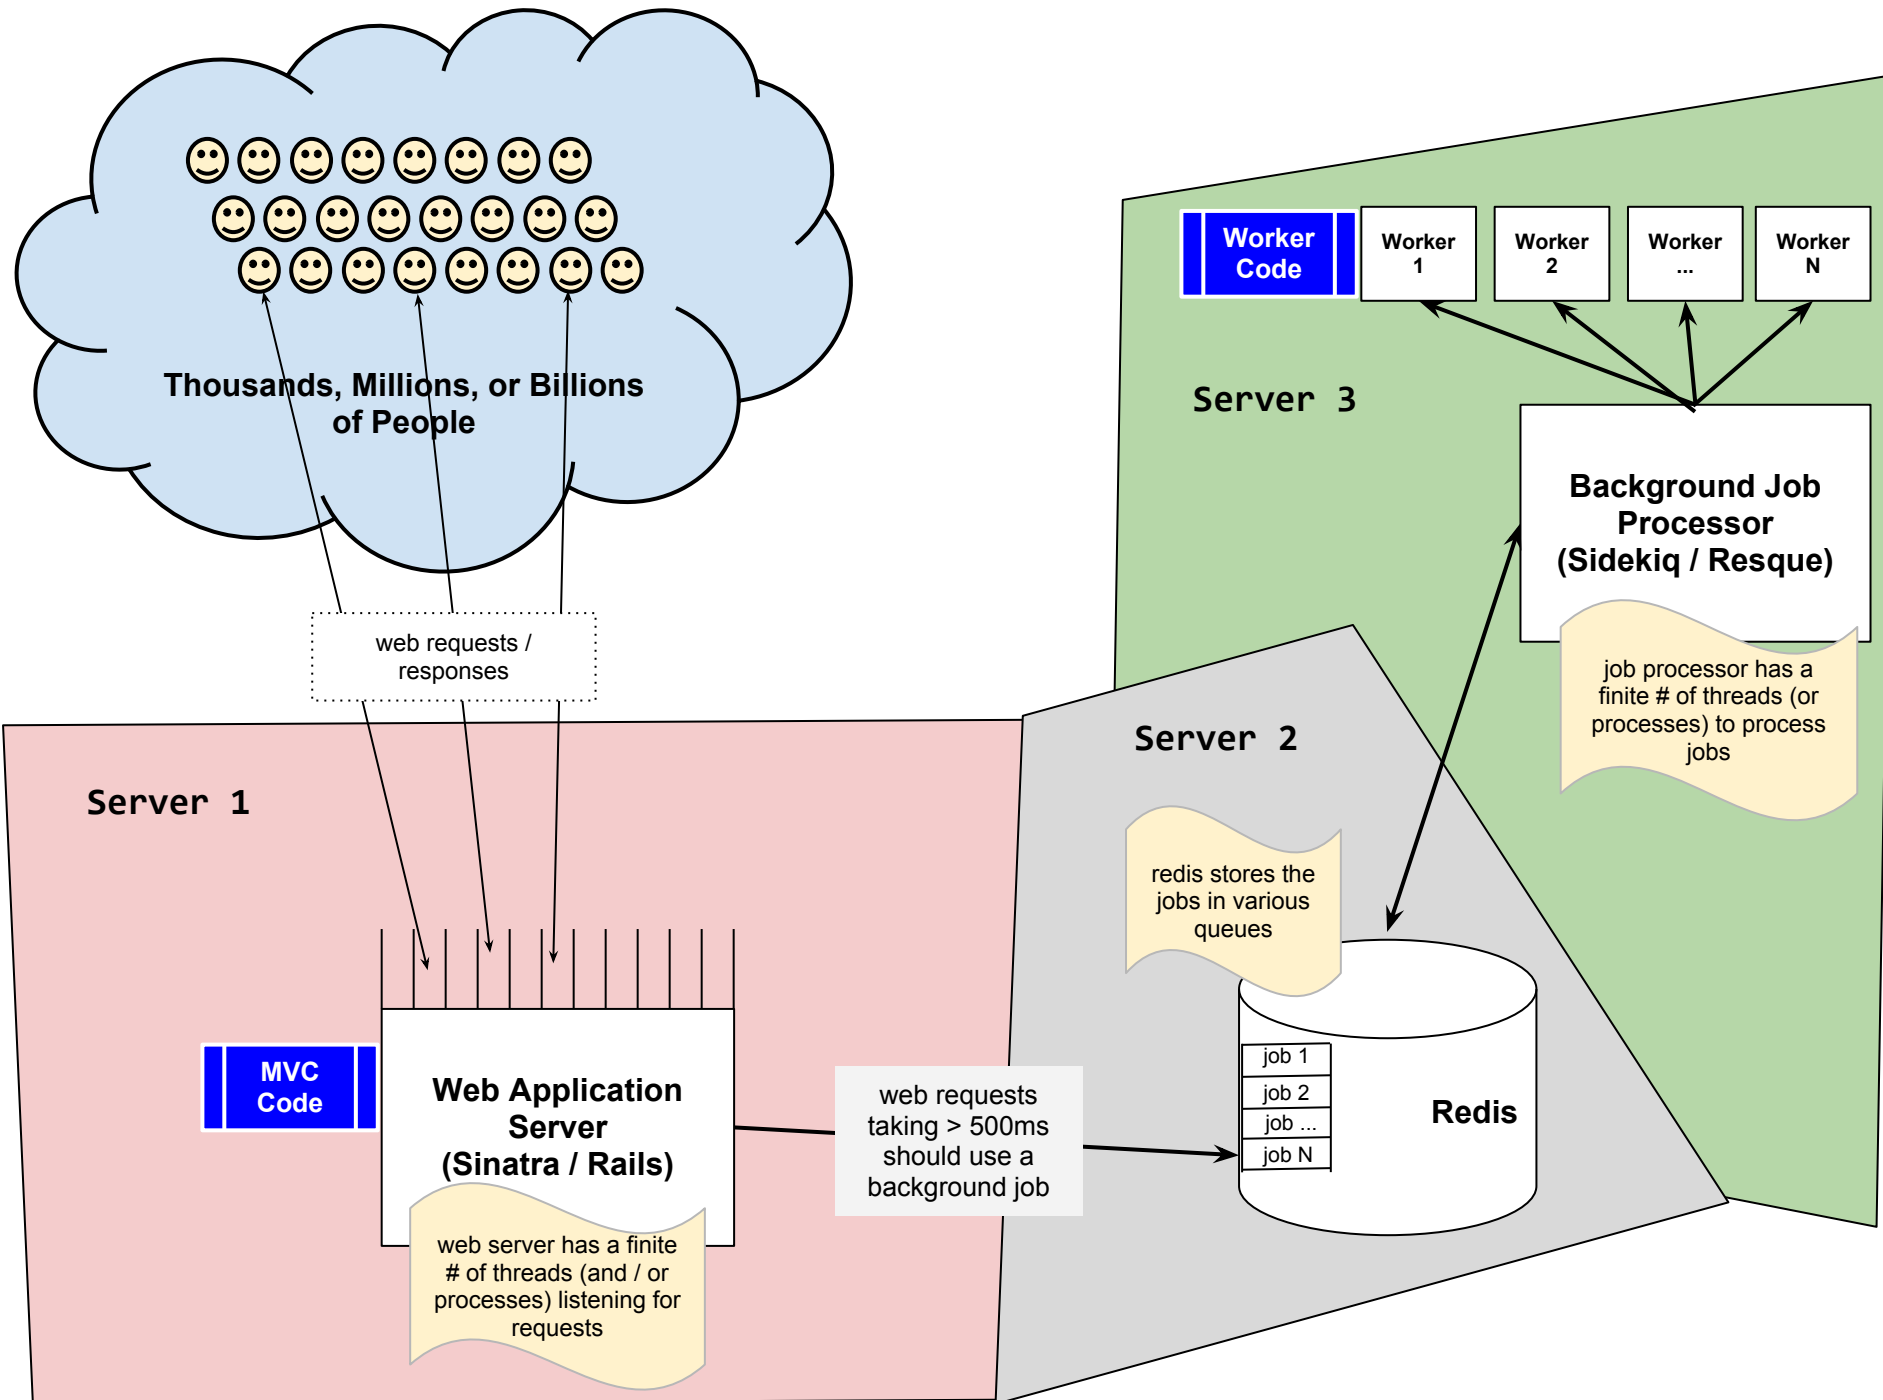 Thousands, Millions, or Billions
of People
web requests /
responses
Server 1
MVC
Code
Web Application
Server
(Sinatra / Rails)
web server has a finite
# of threads (and / or
processes) listening for
requests
web requests
taking > 500ms
should use a
background job
Server 2
redis stores the
jobs in various
queues
job 1
job 2
job ...
job N
Redis
Server 3
Worker
Code
Worker
1
Worker
2
Worker
...
Worker
N
Background Job
Processor
(Sidekiq / Resque)
job processor has a
finite # of threads (or
processes) to process
jobs